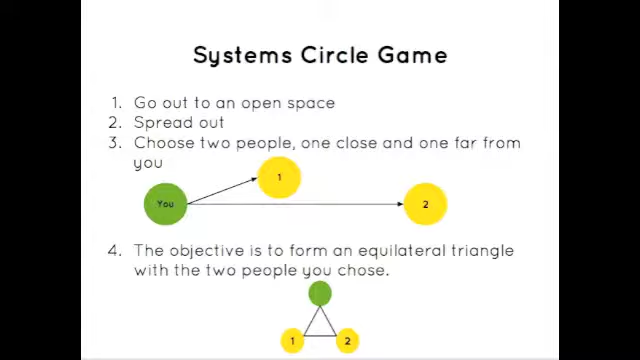 Systems Circle Game
1. Go out to an open space
2. Spread out
3. Choose two people, one close and one far from
you
1
You
2
4. The objective is to form an equilateral triangle
with the two people you chose.
1 2